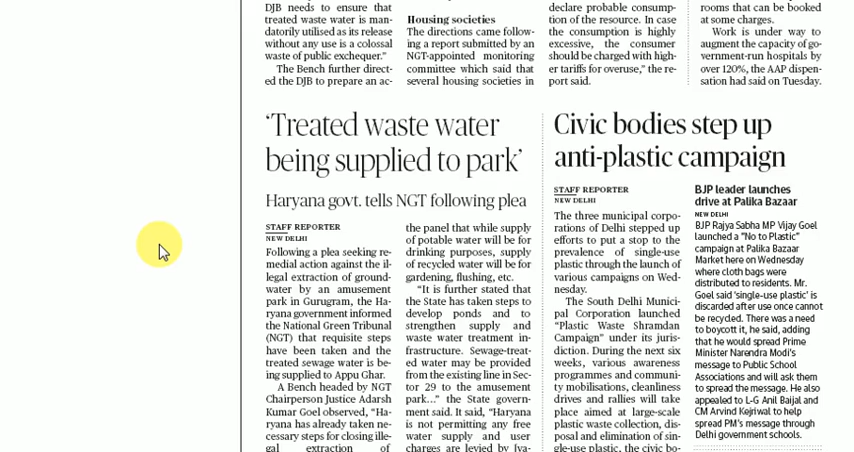 DJB needs to ensure that
treated waste water is man-
datorily utilised as its release
without any use is a colossal
waste of public exchequer."
The Bench further direct-
ed the DJB to prepare an ac-
Housing societies
The directions came follow-
ing a report submitted by an
NGT-appointed monitoring
committee which said that
several housing societies in
declare probable consump-
tion of the resource. In case
the consumption is highly
excessive, the consumer
should be charged with high-
er tariffs for overuse," the re-
port said.
rooms that can be booked
at some charges.
Work is under way to
augment the capacity of go-
vernment-run hospitals by
over 120%, the AAP dispen-
sation had said on Tuesday.
‘Treated waste water
being supplied to park’
Haryana govt. tells NGT following plea
STAFF REPORTER
NEW DELHI
Following a plea seeking re-
medial action against the il-
legal extraction of ground-
water by an amusement
park in Gurugram, the Ha-
ryana government informed
the National Green Tribunal
(NGT) that requisite steps
have been taken and the
treated sewage water is be-
ing supplied to Appu Ghar.
A Bench headed by NGT
Chairperson Justice Adarsh
Kumar Goel observed, "Ha-
ryana has already taken ne-
cessary steps for closing ille-
gal extraction of
the panel that while supply
of potable water will be for
drinking purposes, supply
of recycled water will be for
gardening, flushing, etc.
"It is further stated that
the State has taken steps to
develop ponds and to
strengthen supply and
waste water treatment in-
frastructure. Sewage-treat-
ed water may be provided
from the existing line in Sec-
tor 29 to the amusement
park..." the State govern-
ment said. It said, "Haryana
is not permitting any free
water supply and user
charges are levied by [va-
Civic bodies step up
anti-plastic campaign
STAFF REPORTER
NEW DELHI
The three municipal corpo-
rations of Delhi stepped up
efforts to put a stop to the
prevalence of single-use
plastic through the launch of
various campaigns on Wed-
nesday.
The South Delhi Munici-
pal Corporation launched
"Plastic Waste Shramdan
Campaign" under its juris-
diction. During the next six
weeks, various awareness
programmes and communi-
ty mobilisations, cleanliness
drives and rallies will take
place aimed at large-scale
plastic waste collection, dis-
posal and elimination of sin-
gle-use plastic, the civic bo-
BJP leader launches
drive at Palika Bazaar
NEW DELHI
BJP Rajya Sabha MP Vijay Goel
launched a "No to Plastic"
campaign at Palika Bazaar
Market here on Wednesday
where cloth bags were
distributed to residents. Mr.
Goel said 'single-use plastic' is
discarded after use once cannot
be recycled. There was a need
to boycott it, he said, adding
that he would spread Prime
Minister Narendra Modi's
message to Public School
Associations and will ask them
to spread the message. He also
appealed to L-G Anil Baijal and
CM Arvind Kejriwal to help
spread PM's message through
Delhi government schools.